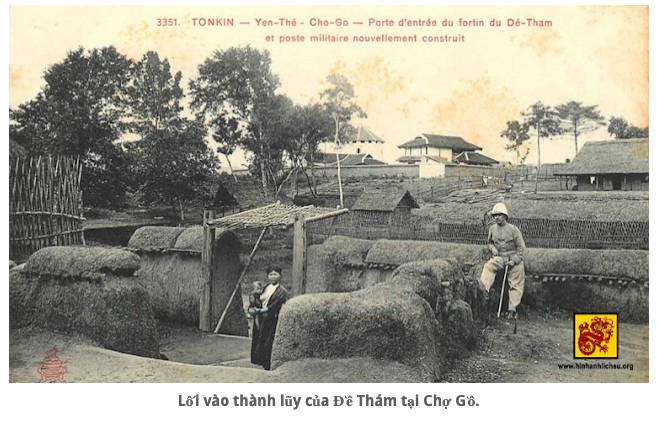 3351. TONKIN — Yen-Thé - Cho-Go — Porte d'entrée du fortin du Dé-Tham
et poste militaire nouvellement construit
www.hinhanhlichsu.org
Lối vào thành lũy của Đề Thám tại Chợ Gồ.